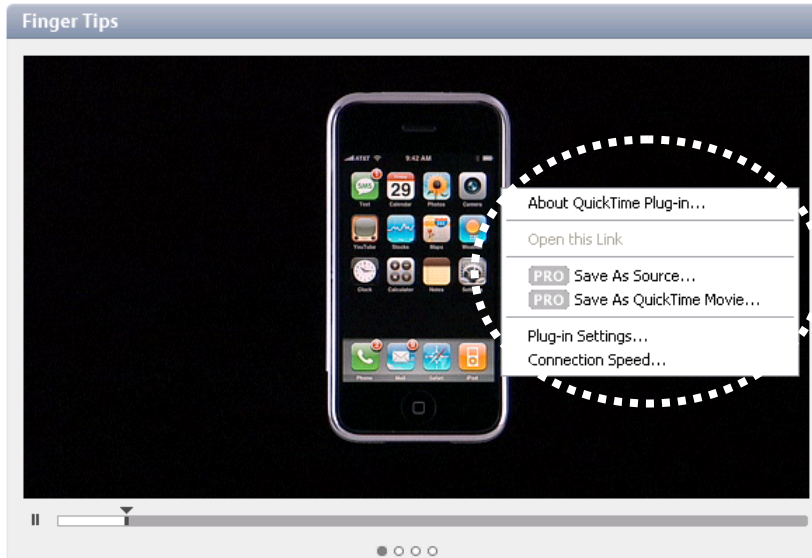 Finger Tips
AT&T 9:42 AM
1
SMS 29
Text Calendar Photos Camera
YouTube Stocks Maps
Clock Calculator Notes
Phone Mail Safari iPod
About QuickTime Plug-in...
Open this Link
PRO Save As Source...
PRO Save As QuickTime Movie...
Plug-in Settings...
Connection Speed...